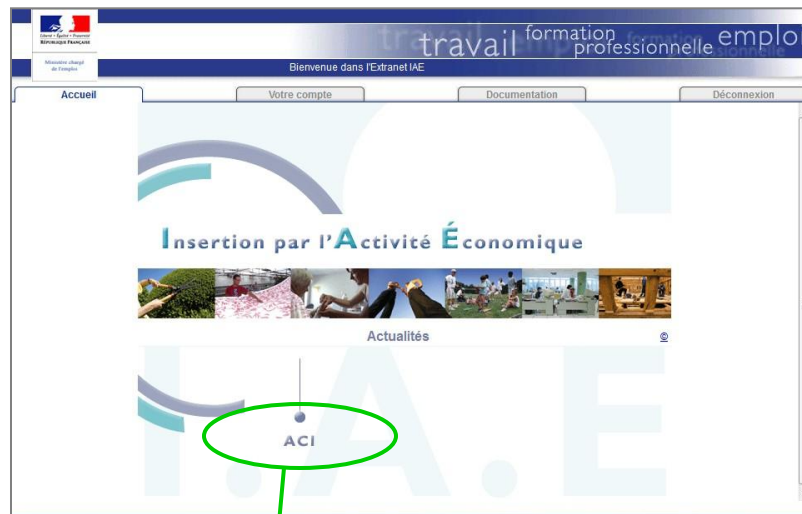 Liberté • Égalité • Fraternité
RÉPUBLIQUE FRANÇAISE
Ministère chargé
de l'emploi
travail formation
professionnelle emplo
Bienvenue dans l'Extranet IAE
Accueil
Votre compte
Documentation
Déconnexion
Insertion par l'Activité Économique
Actualités
©
ACI
I.A.E